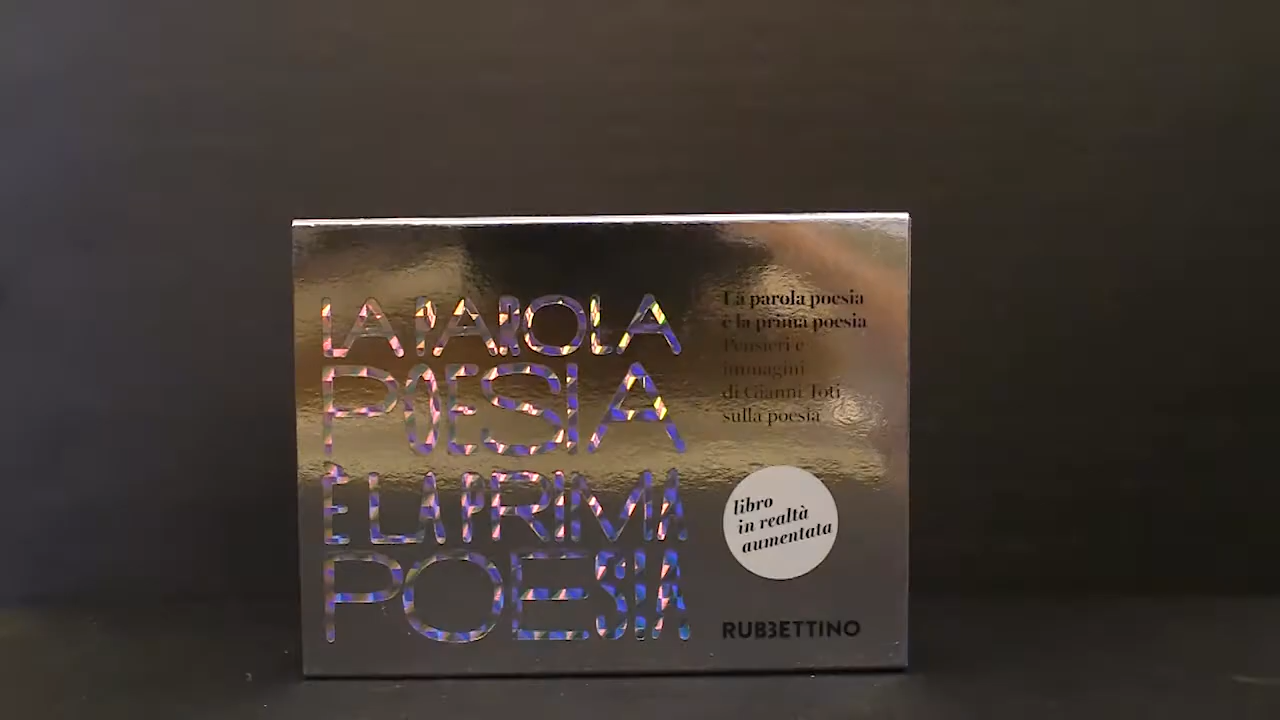 LA PAROLA
POESIA
È LA PRIMA
POESIA
La parola poesia
è la prima poesia
Pensieri e
immagini
di Gianni Toti
sulla poesia
libro
in realtà
aumentata
RUBBETTINO